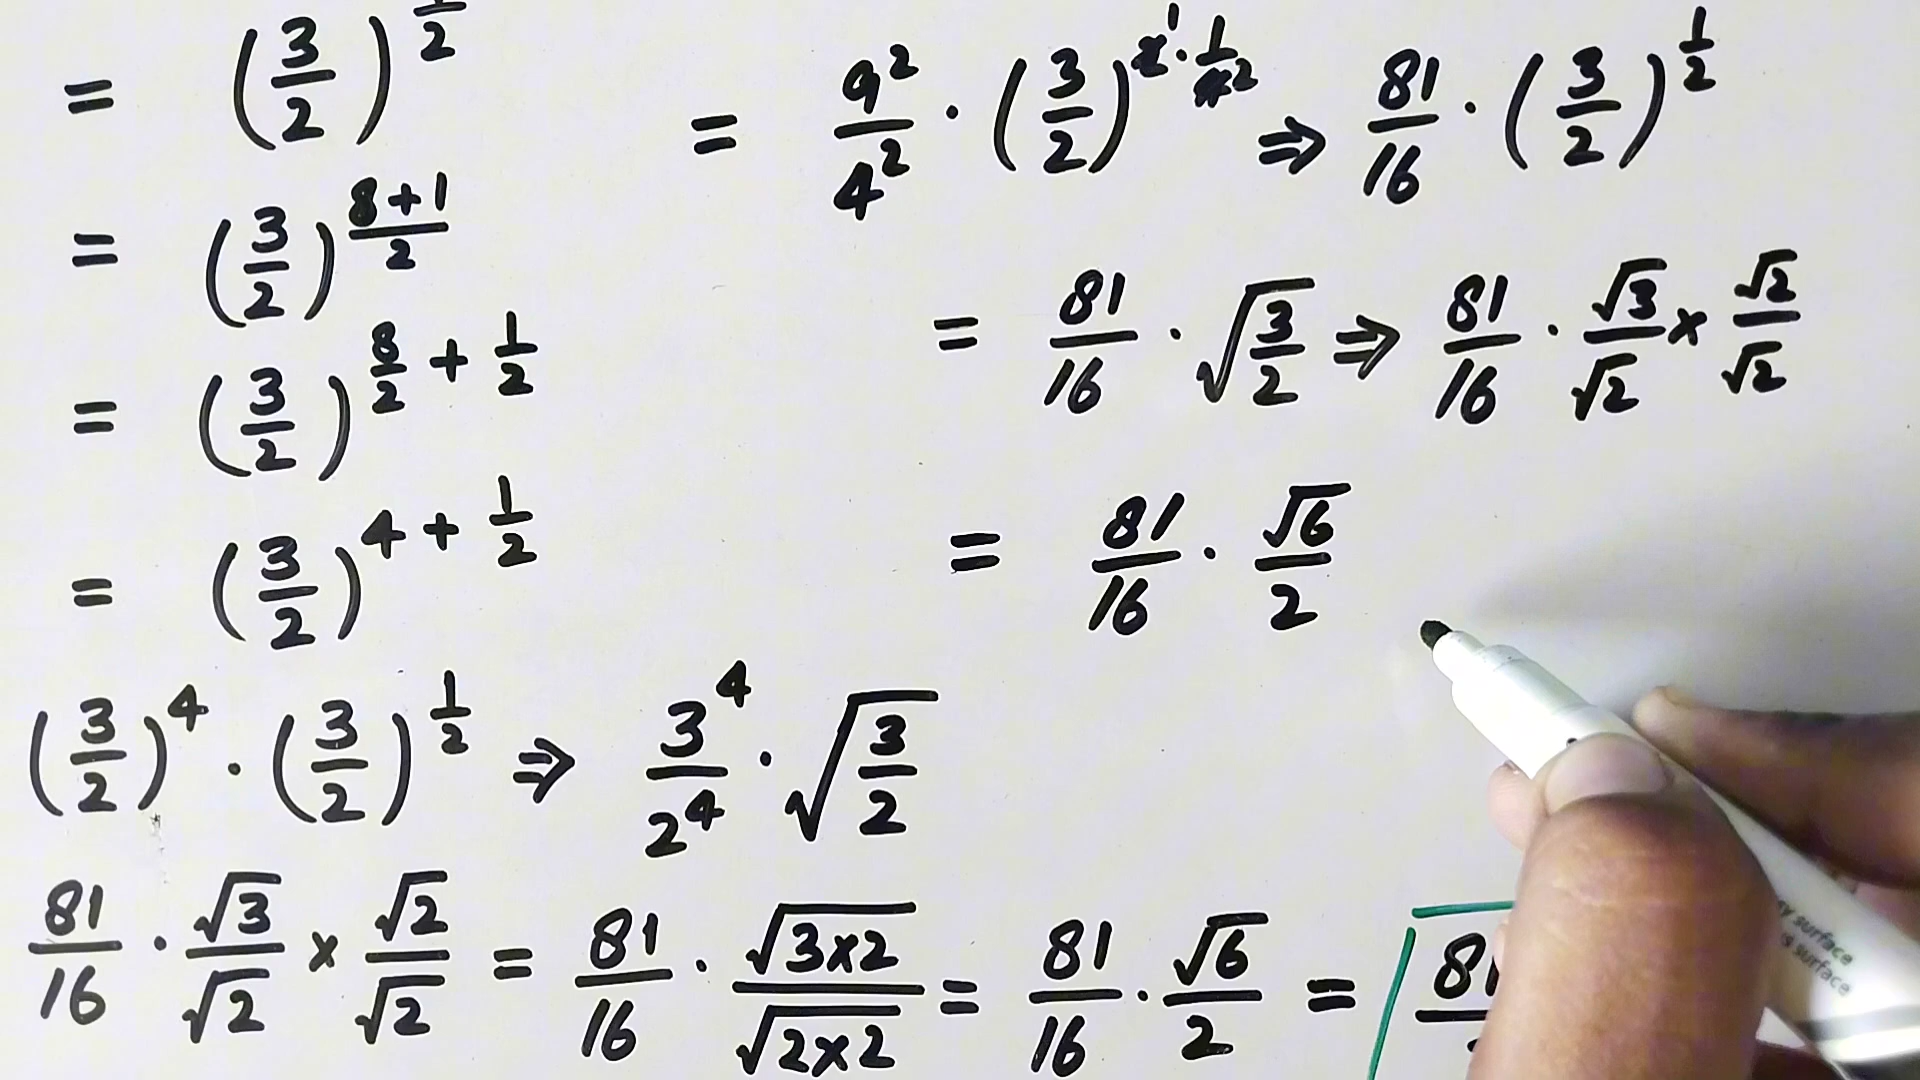 = (3/2)^(1/2)
= (3/2)^((8+1)/2)
= (3/2)^(8/2 + 1/2)
= (3/2)^(4 + 1/2)
(3/2)^4 · (3/2)^(1/2) ⇒ 3^4/2^4 · √(3/2)
81/16 · √3/√2 × √2/√2 = 81/16 · √(3×2)/√(2×2) = 81/16 · √6/2 = 81
= 9²/4² · (3/2)^(1/2) ⇒ 81/16 · (3/2)^(1/2)
= 81/16 · √(3/2) ⇒ 81/16 · √3/√2 × √2/√2
= 81/16 · √6/2
y surface
surface